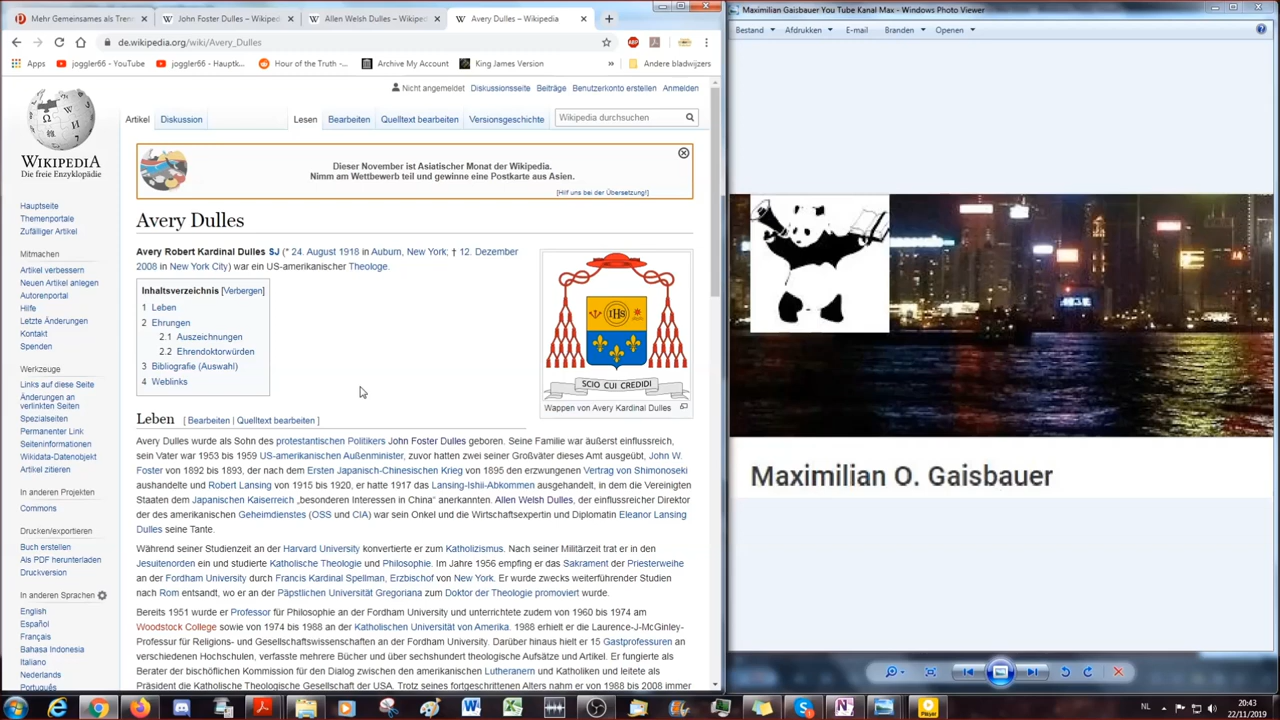 Mehr Gemeinsames als Trenn
John Foster Dulles – Wikipedi
Allen Welsh Dulles – Wikipedi
Avery Dulles – Wikipedia
Maximilian Gaisbauer You Tube Kanal Max - Windows Photo Viewer
de.wikipedia.org/wiki/Avery_Dulles
Bestand Afdrukken E-mail Branden Openen
Apps joggler66 - YouTube joggler66 - Hauptk... Hour of the Truth -... Archive My Account King James Version » Andere bladwijzers
Nicht angemeldet Diskussionsseite Beiträge Benutzerkonto erstellen Anmelden
Artikel Diskussion Lesen Bearbeiten Quelltext bearbeiten Versionsgeschichte Wikipedia durchsuchen
WIKIPEDIA
Die freie Enzyklopädie
Hauptseite
Themenportale
Zufälliger Artikel
Mitmachen
Artikel verbessern
Neuen Artikel anlegen
Autorenportal
Hilfe
Letzte Änderungen
Kontakt
Spenden
Werkzeuge
Links auf diese Seite
Änderungen an
verlinkten Seiten
Spezialseiten
Permanenter Link
Seiteninformationen
Wikidata-Datenobjekt
Artikel zitieren
In anderen Projekten
Commons
Drucken/exportieren
Buch erstellen
Als PDF herunterladen
Druckversion
In anderen Sprachen
English
Español
Français
Bahasa Indonesia
Italiano
Nederlands
Português
Dieser November ist Asiatischer Monat der Wikipedia.
Nimm am Wettbewerb teil und gewinne eine Postkarte aus Asien.
[Hilf uns bei der Übersetzung!]
Avery Dulles
Avery Robert Kardinal Dulles SJ (* 24. August 1918 in Auburn, New York; † 12. Dezember
2008 in New York City) war ein US-amerikanischer Theologe.
Inhaltsverzeichnis [Verbergen]
1 Leben
2 Ehrungen
2.1 Auszeichnungen
2.2 Ehrendoktorwürden
3 Bibliografie (Auswahl)
4 Weblinks
IHS
SCIO CUI CREDIDI
Wappen von Avery Kardinal Dulles
Leben [ Bearbeiten | Quelltext bearbeiten ]
Avery Dulles wurde als Sohn des protestantischen Politikers John Foster Dulles geboren. Seine Familie war äußerst einflussreich,
sein Vater war 1953 bis 1959 US-amerikanischen Außenminister, zuvor hatten zwei seiner Großväter dieses Amt ausgeübt, John W.
Foster von 1892 bis 1893, der nach dem Ersten Japanisch-Chinesischen Krieg von 1895 den erzwungenen Vertrag von Shimonoseki
aushandelte und Robert Lansing von 1915 bis 1920, er hatte 1917 das Lansing-Ishii-Abkommen ausgehandelt, in dem die Vereinigten
Staaten dem Japanischen Kaiserreich „besonderen Interessen in China“ anerkannten. Allen Welsh Dulles, der einflussreicher Direktor
der des amerikanischen Geheimdienstes (OSS und CIA) war sein Onkel und die Wirtschaftsexpertin und Diplomatin Eleanor Lansing
Dulles seine Tante.
Während seiner Studienzeit an der Harvard University konvertierte er zum Katholizismus. Nach seiner Militärzeit trat er in den
Jesuitenorden ein und studierte Katholische Theologie und Philosophie. Im Jahre 1956 empfing er das Sakrament der Priesterweihe
an der Fordham University durch Francis Kardinal Spellman, Erzbischof von New York. Er wurde zwecks weiterführender Studien
nach Rom entsandt, wo er an der Päpstlichen Universität Gregoriana zum Doktor der Theologie promoviert wurde.
Bereits 1951 wurde er Professor für Philosophie an der Fordham University und unterrichtete zudem von 1960 bis 1974 am
Woodstock College sowie von 1974 bis 1988 an der Katholischen Universität von Amerika. 1988 erhielt er die Laurence-J-McGinley-
Professur für Religions- und Gesellschaftswissenschaften an der Fordham University. Darüber hinaus hielt er 15 Gastprofessuren an
verschiedenen Hochschulen, verfasste mehrere Bücher und über sechshundert theologische Aufsätze und Artikel. Er fungierte als
Berater der bischöflichen Kommission für den Dialog zwischen den amerikanischen Lutheranern und Katholiken und leitete als
Präsident die Katholische Theologische Gesellschaft der USA. Trotz seines fortgeschrittenen Alters nahm er von 1988 bis 2008 immer
Maximilian O. Gaisbauer
NL
20:43
22/11/2019
Player